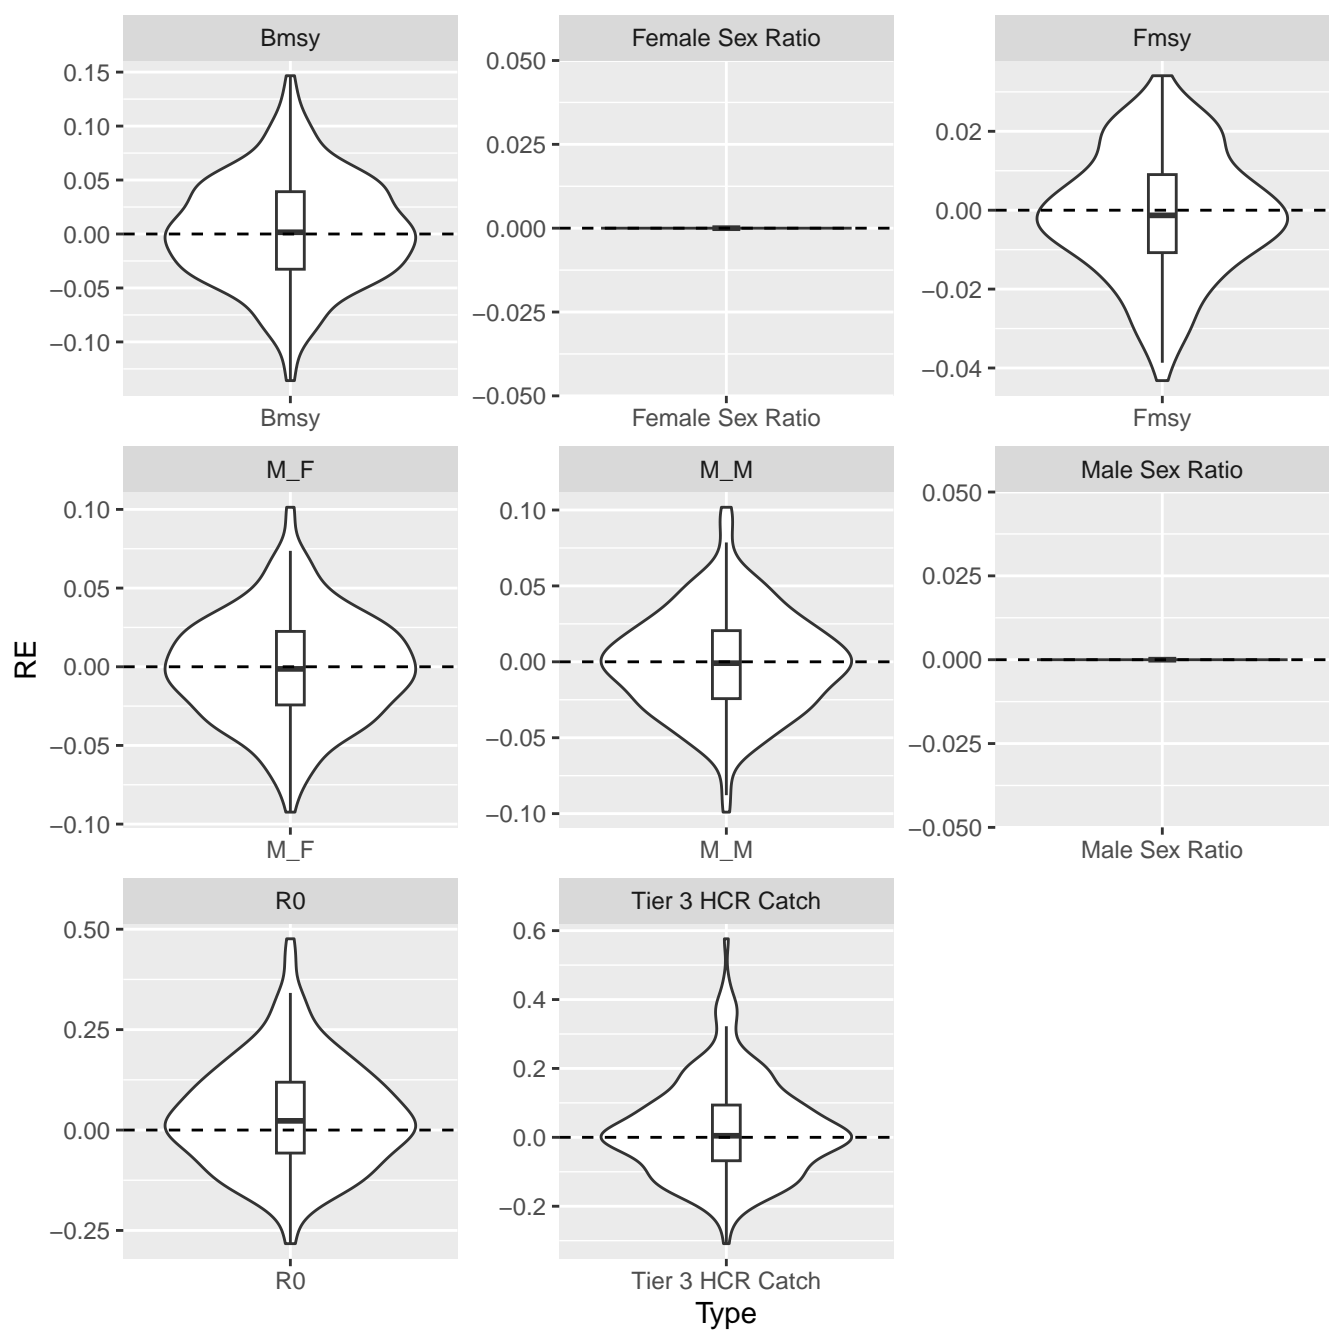 Bmsy
Female Sex Ratio
Fmsy
0.15
0.10
0.05
0.00
−0.05
−0.10
0.050
0.025
0.000
−0.025
−0.050
0.02
0.00
−0.02
−0.04
Bmsy
Female Sex Ratio
Fmsy
M_F
M_M
Male Sex Ratio
0.10
0.05
0.00
−0.05
−0.10
0.10
0.05
0.00
−0.05
−0.10
0.050
0.025
0.000
−0.025
−0.050
M_F
M_M
Male Sex Ratio
RE
R0
Tier 3 HCR Catch
0.50
0.25
0.00
−0.25
0.6
0.4
0.2
0.0
−0.2
R0
Tier 3 HCR Catch
Type